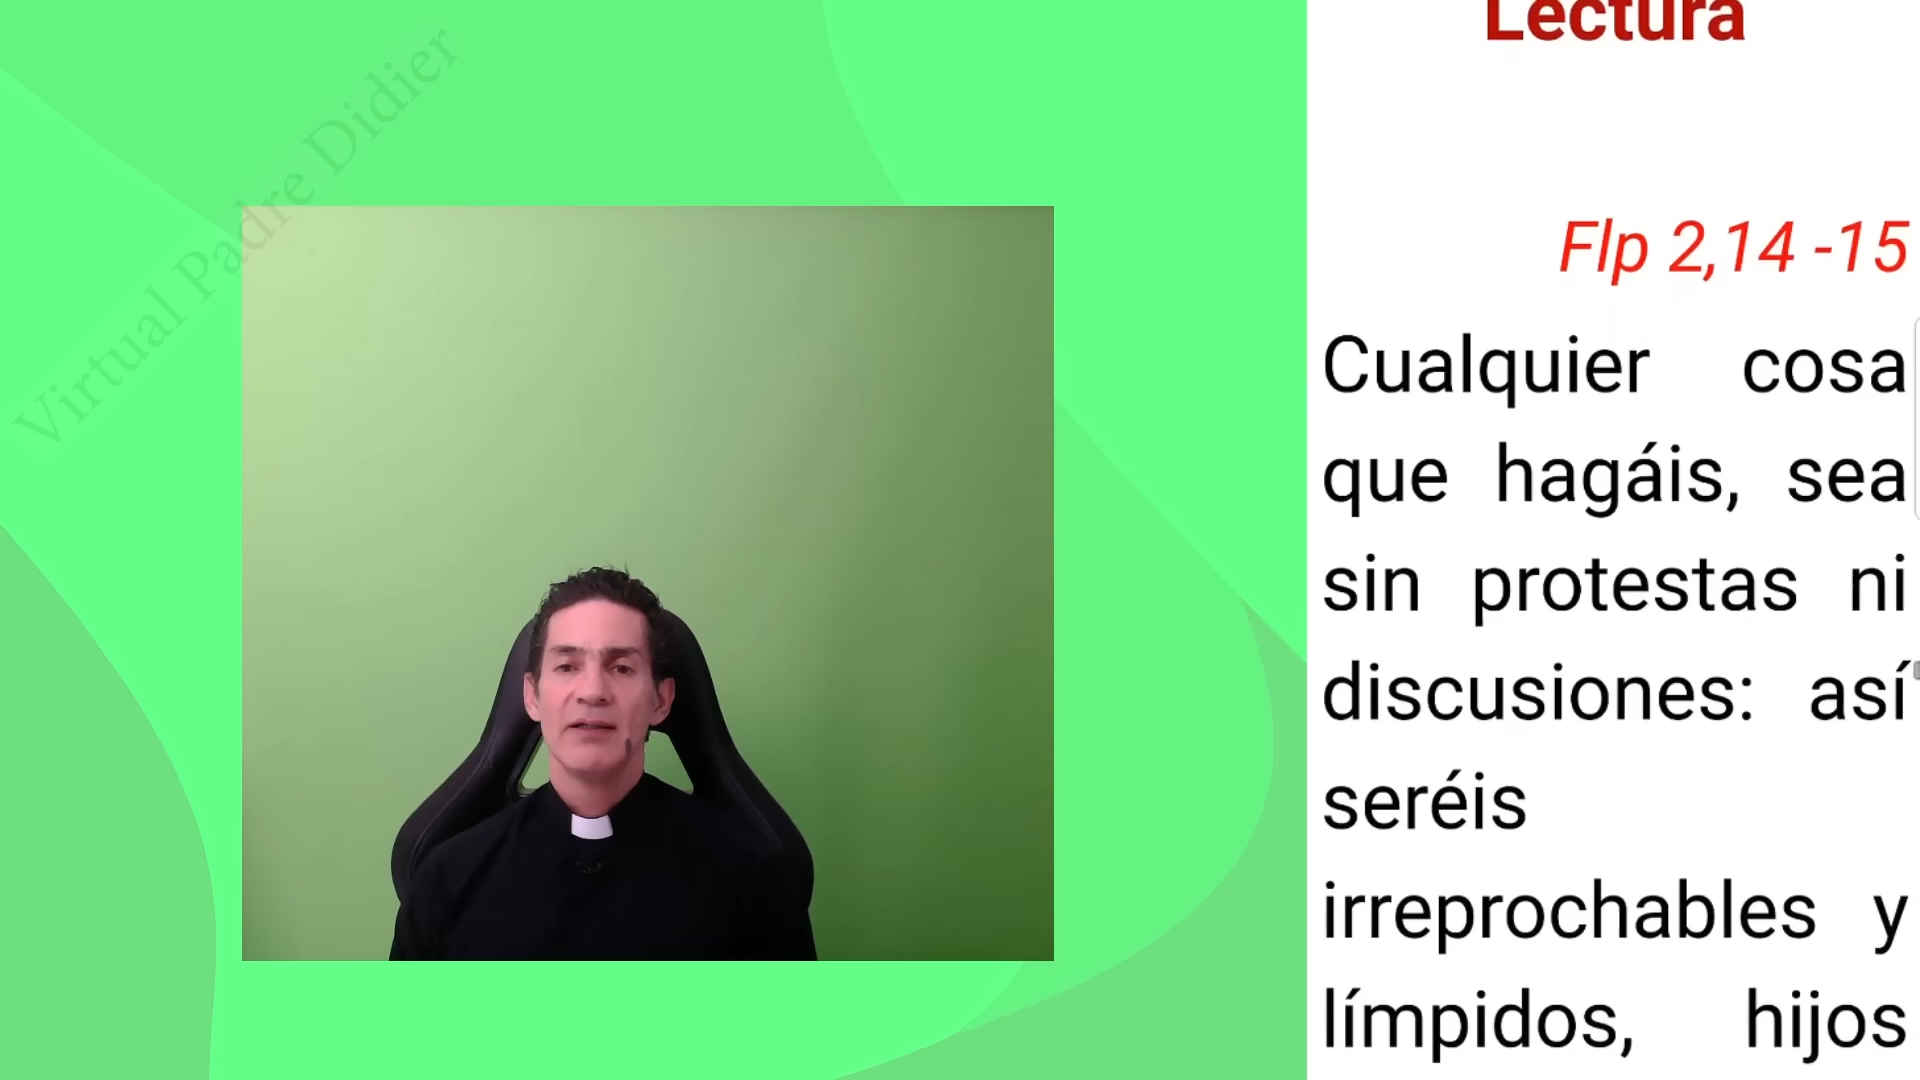 Virtual Padre Didier
Lectura
Flp 2,14 -15
Cualquier cosa
que hagáis, sea
sin protestas ni
discusiones: así
seréis
irreprochables y
límpidos, hijos